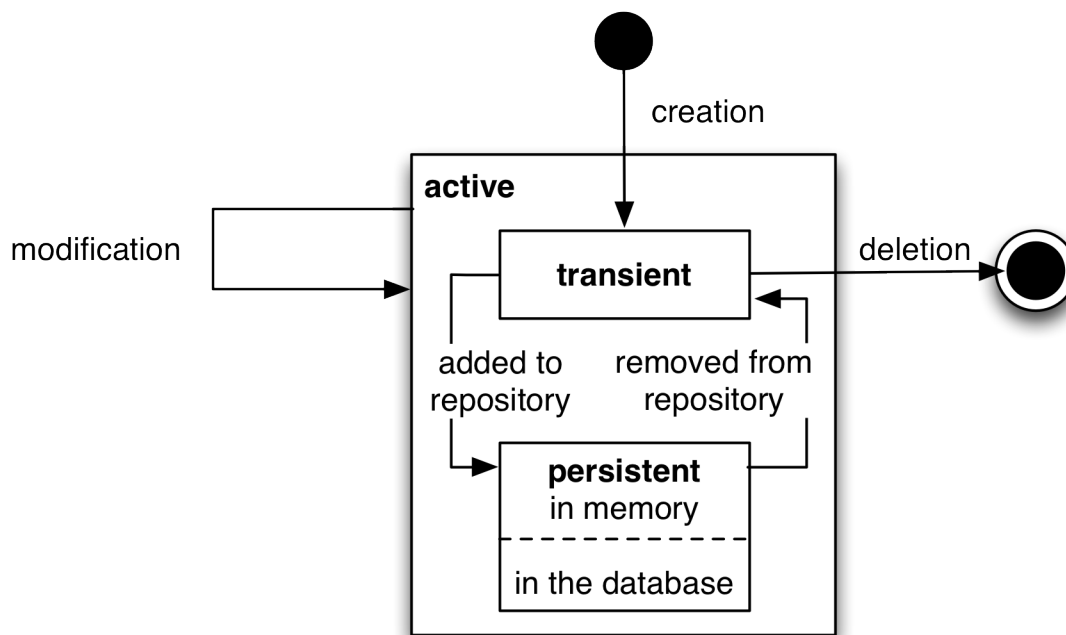 creation
active
modification
transient
deletion
added to
repository
removed from
repository
persistent
in memory
in the database